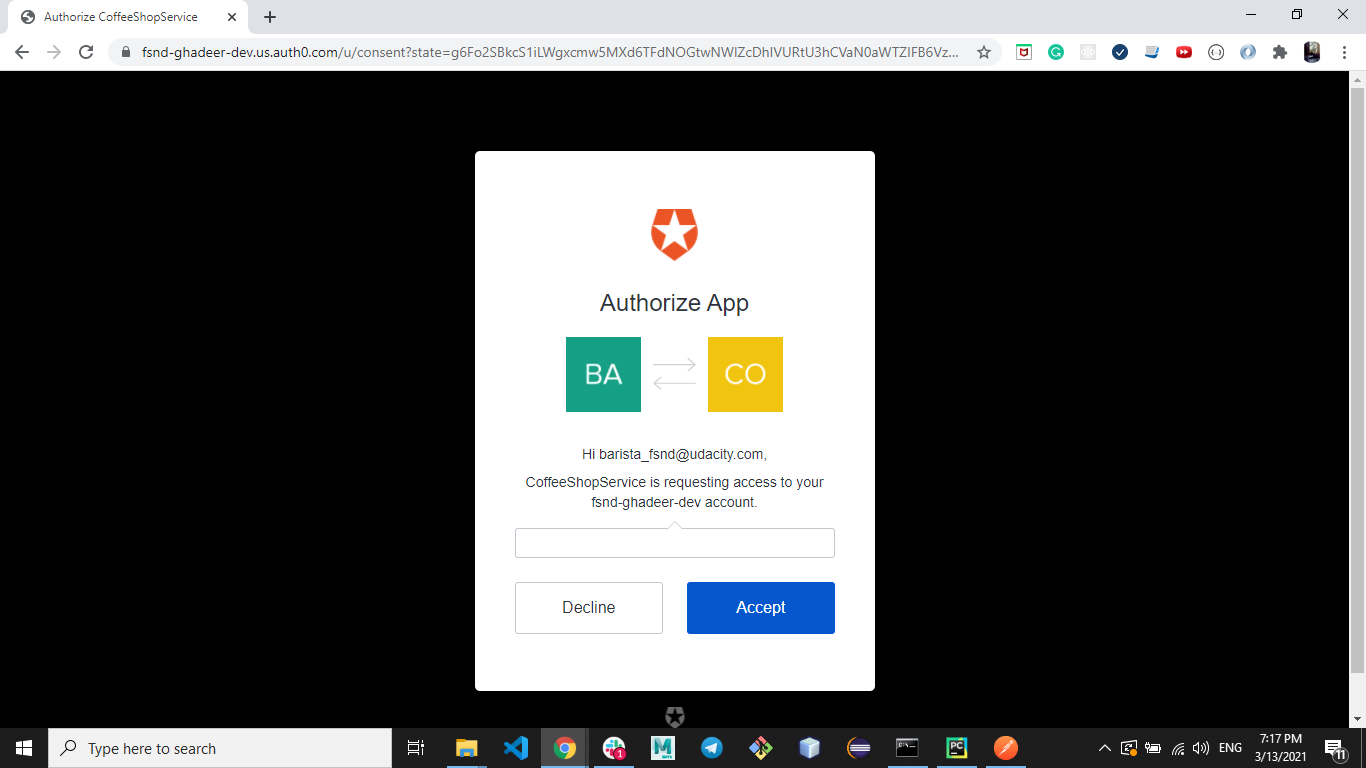 Authorize CoffeeShopService
fsnd-ghadeer-dev.us.auth0.com/u/consent?state=g6Fo2SBkcS1iLWgxcmw5MXd6TFdNOGtwNWlZcDhIVURtU3hCVaN0aWTZIFB6Vz...
Authorize App
BA
CO
Hi barista_fsnd@udacity.com,
CoffeeShopService is requesting access to your
fsnd-ghadeer-dev account.
Decline
Accept
Type here to search
1
M
PC
ENG
7:17 PM
3/13/2021
11